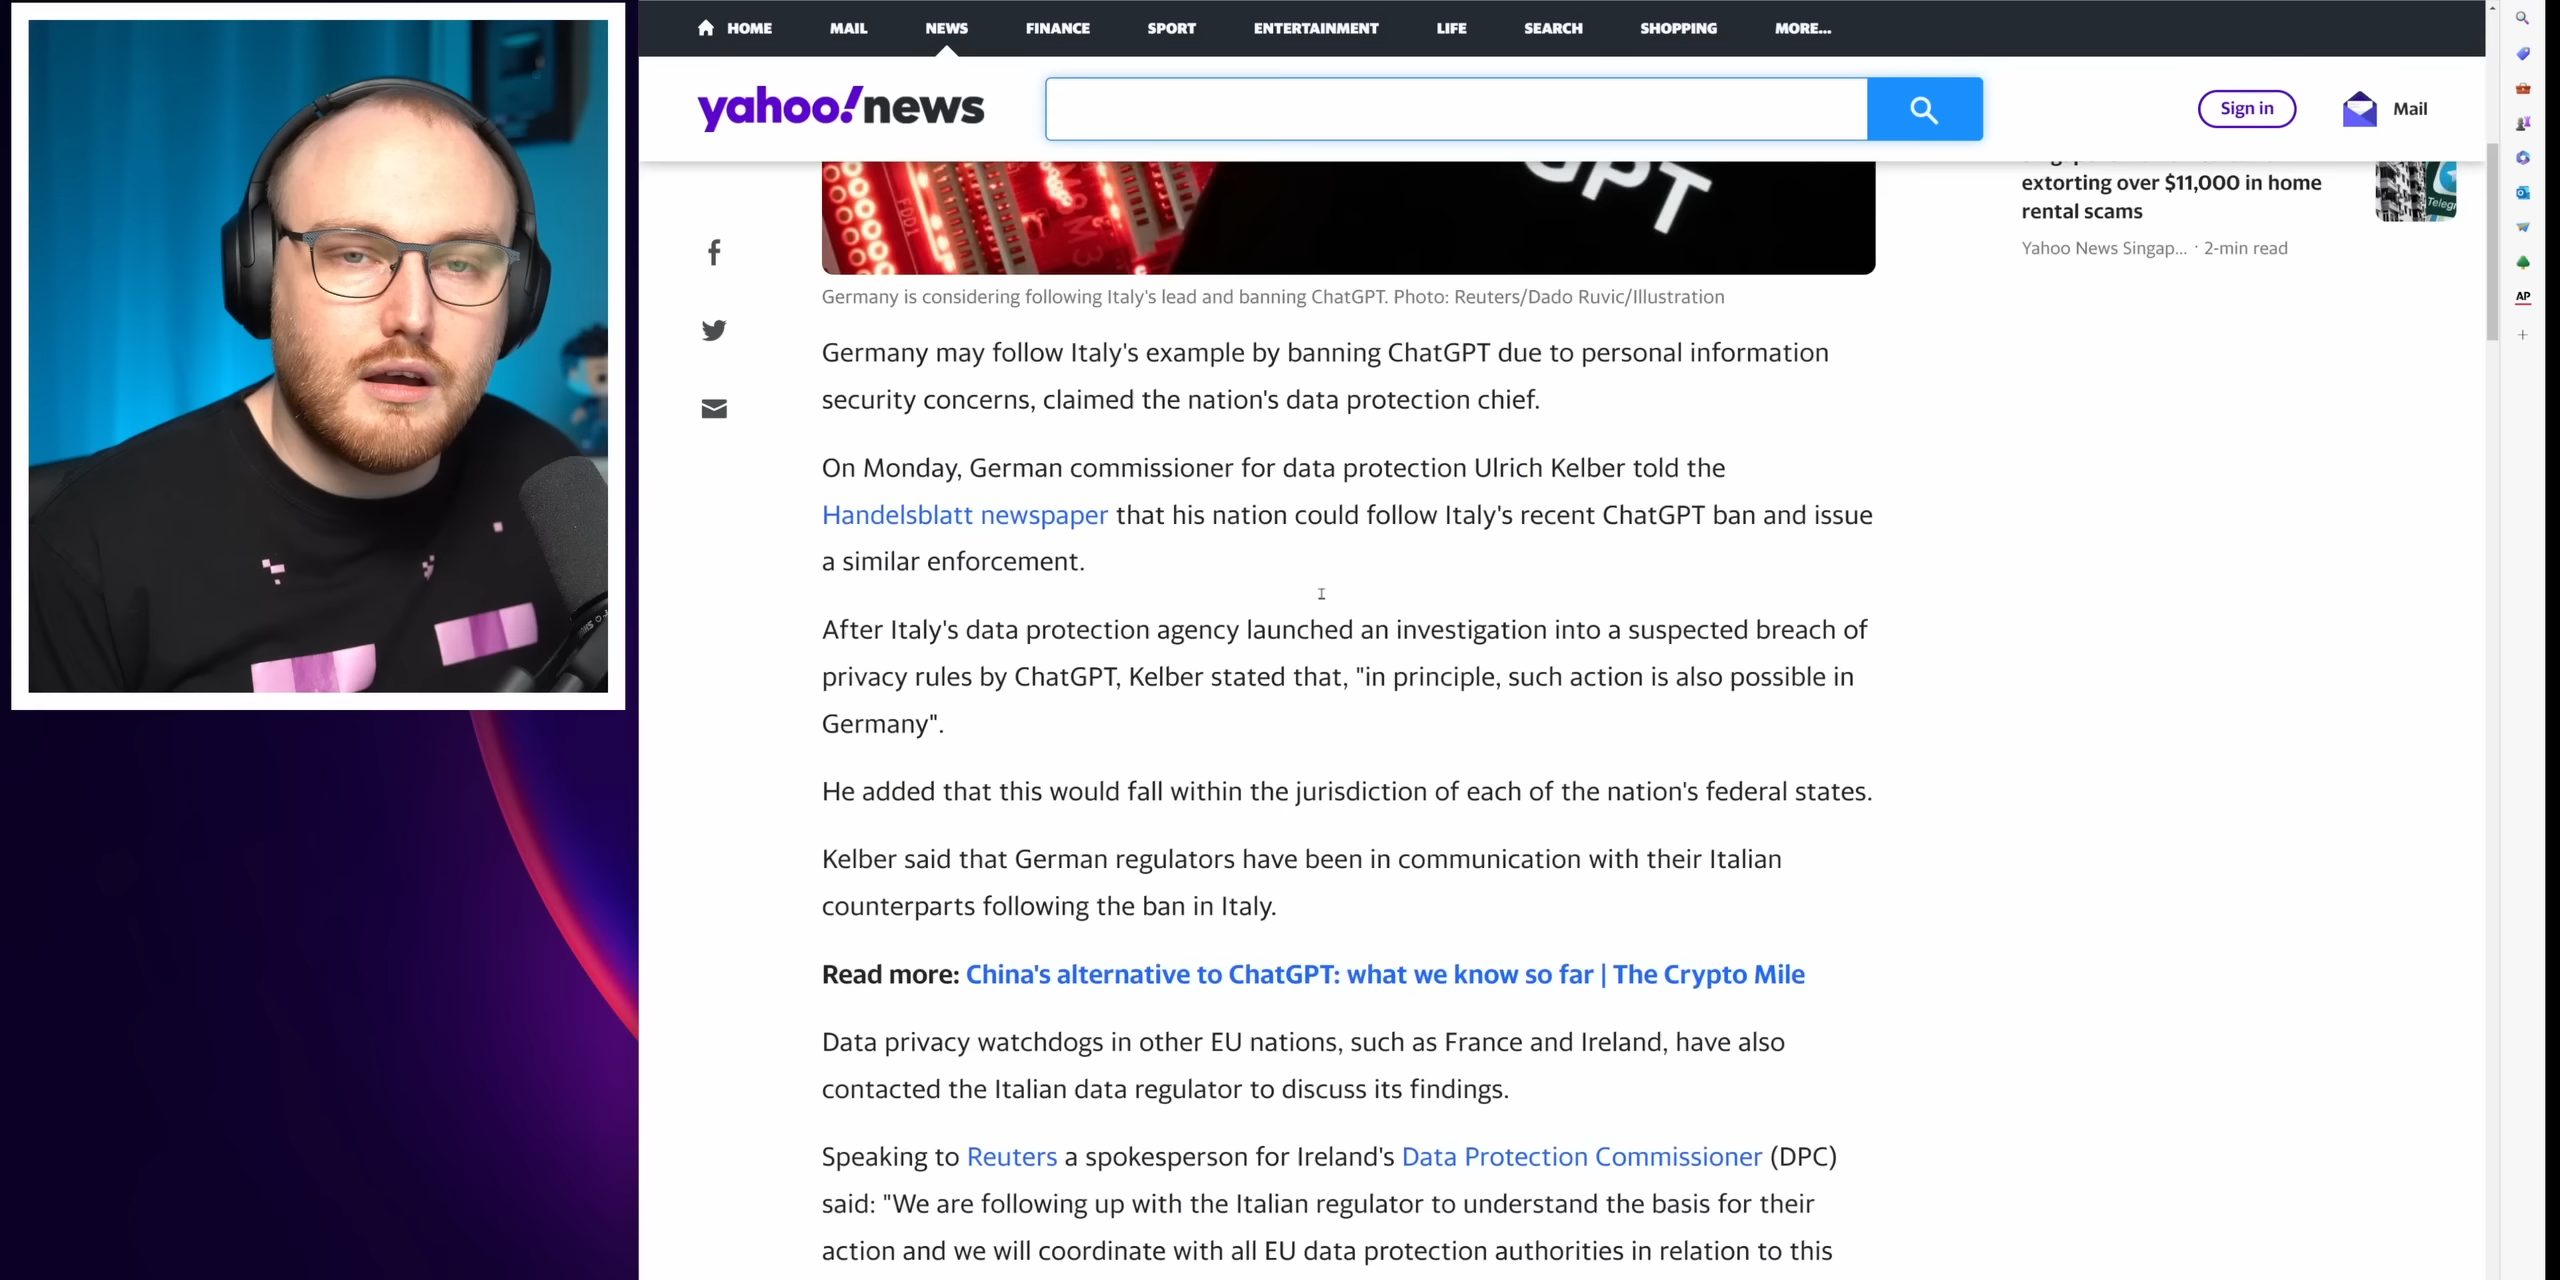 HOME MAIL NEWS FINANCE SPORT ENTERTAINMENT LIFE SEARCH SHOPPING MORE...
yahoo!news
Sign in
Mail
GPT
FDD1
extorting over $11,000 in home
rental scams
Yahoo News Singap... · 2-min read
Telegr
AP
Germany is considering following Italy's lead and banning ChatGPT. Photo: Reuters/Dado Ruvic/Illustration
Germany may follow Italy's example by banning ChatGPT due to personal information
security concerns, claimed the nation's data protection chief.
On Monday, German commissioner for data protection Ulrich Kelber told the
Handelsblatt newspaper that his nation could follow Italy's recent ChatGPT ban and issue
a similar enforcement.
After Italy's data protection agency launched an investigation into a suspected breach of
privacy rules by ChatGPT, Kelber stated that, "in principle, such action is also possible in
Germany".
He added that this would fall within the jurisdiction of each of the nation's federal states.
Kelber said that German regulators have been in communication with their Italian
counterparts following the ban in Italy.
Read more: China's alternative to ChatGPT: what we know so far | The Crypto Mile
Data privacy watchdogs in other EU nations, such as France and Ireland, have also
contacted the Italian data regulator to discuss its findings.
Speaking to Reuters a spokesperson for Ireland's Data Protection Commissioner (DPC)
said: "We are following up with the Italian regulator to understand the basis for their
action and we will coordinate with all EU data protection authorities in relation to this